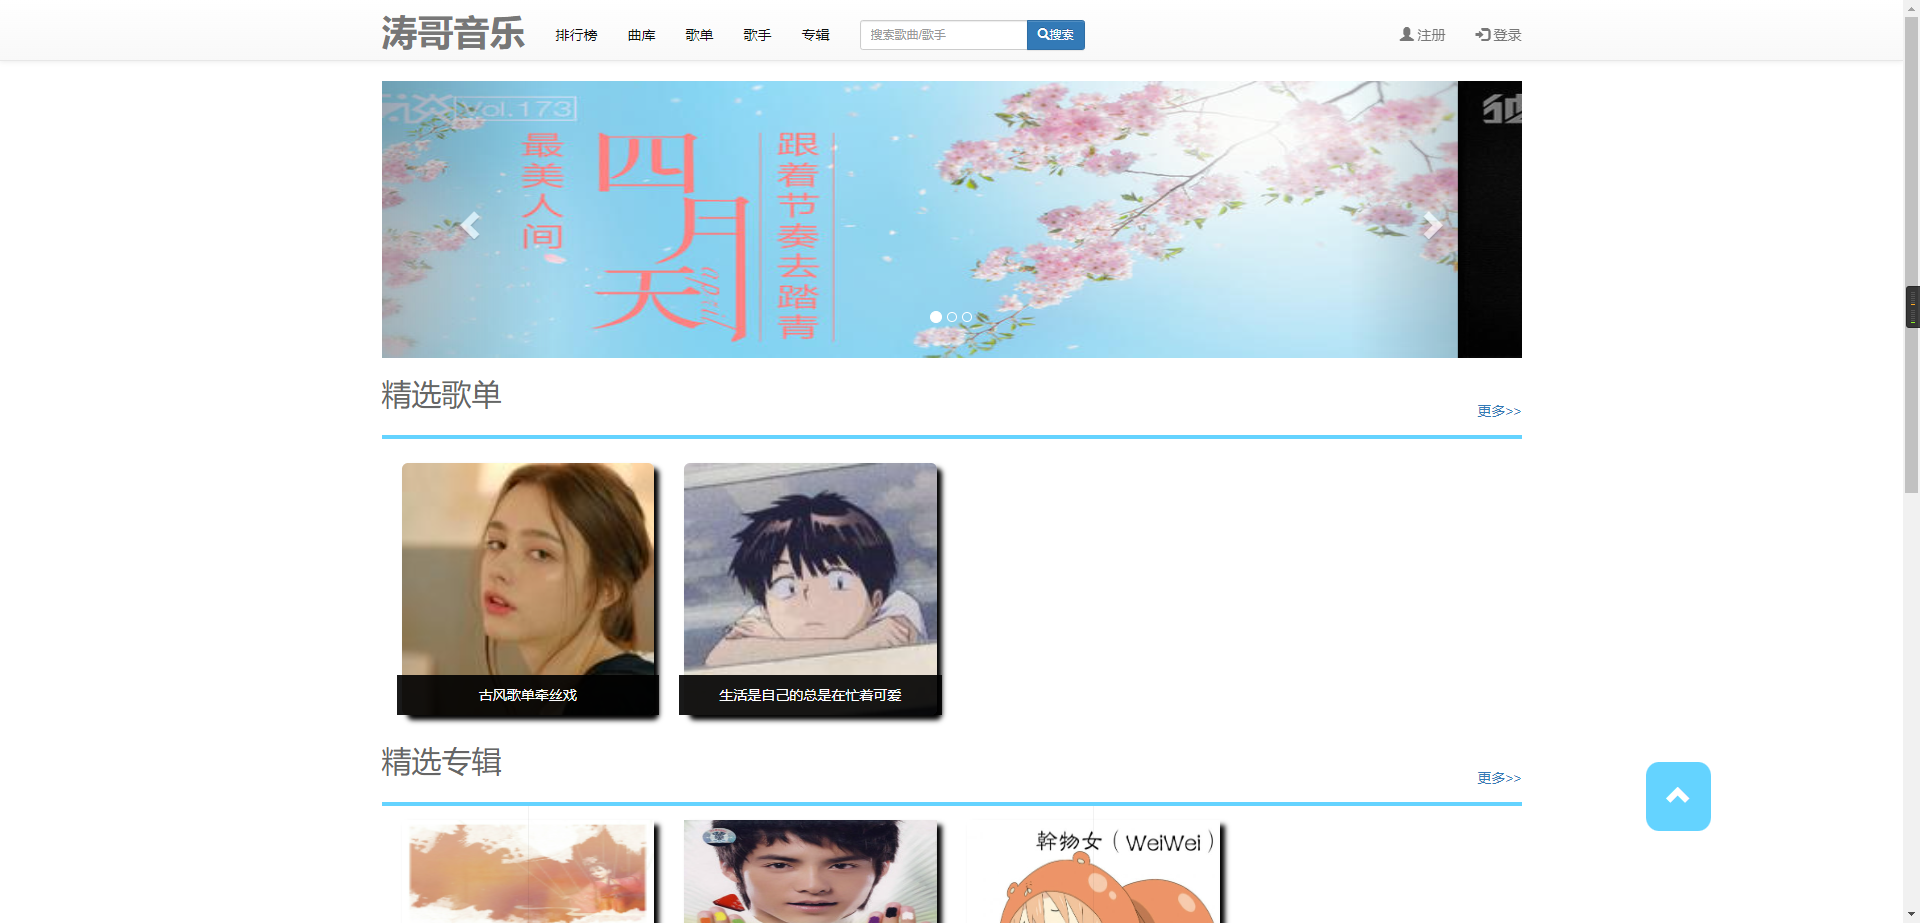 涛哥音乐
排行榜
曲库
歌单
歌手
专辑
搜索歌曲/歌手
搜索
注册
登录
Vol.173
最美人间
四月天
跟着节奏去踏青
精选歌单
更多>>
古风歌单牵丝戏
生活是自己的总是在忙着可爱
精选专辑
更多>>
幹物女（WeiWei）